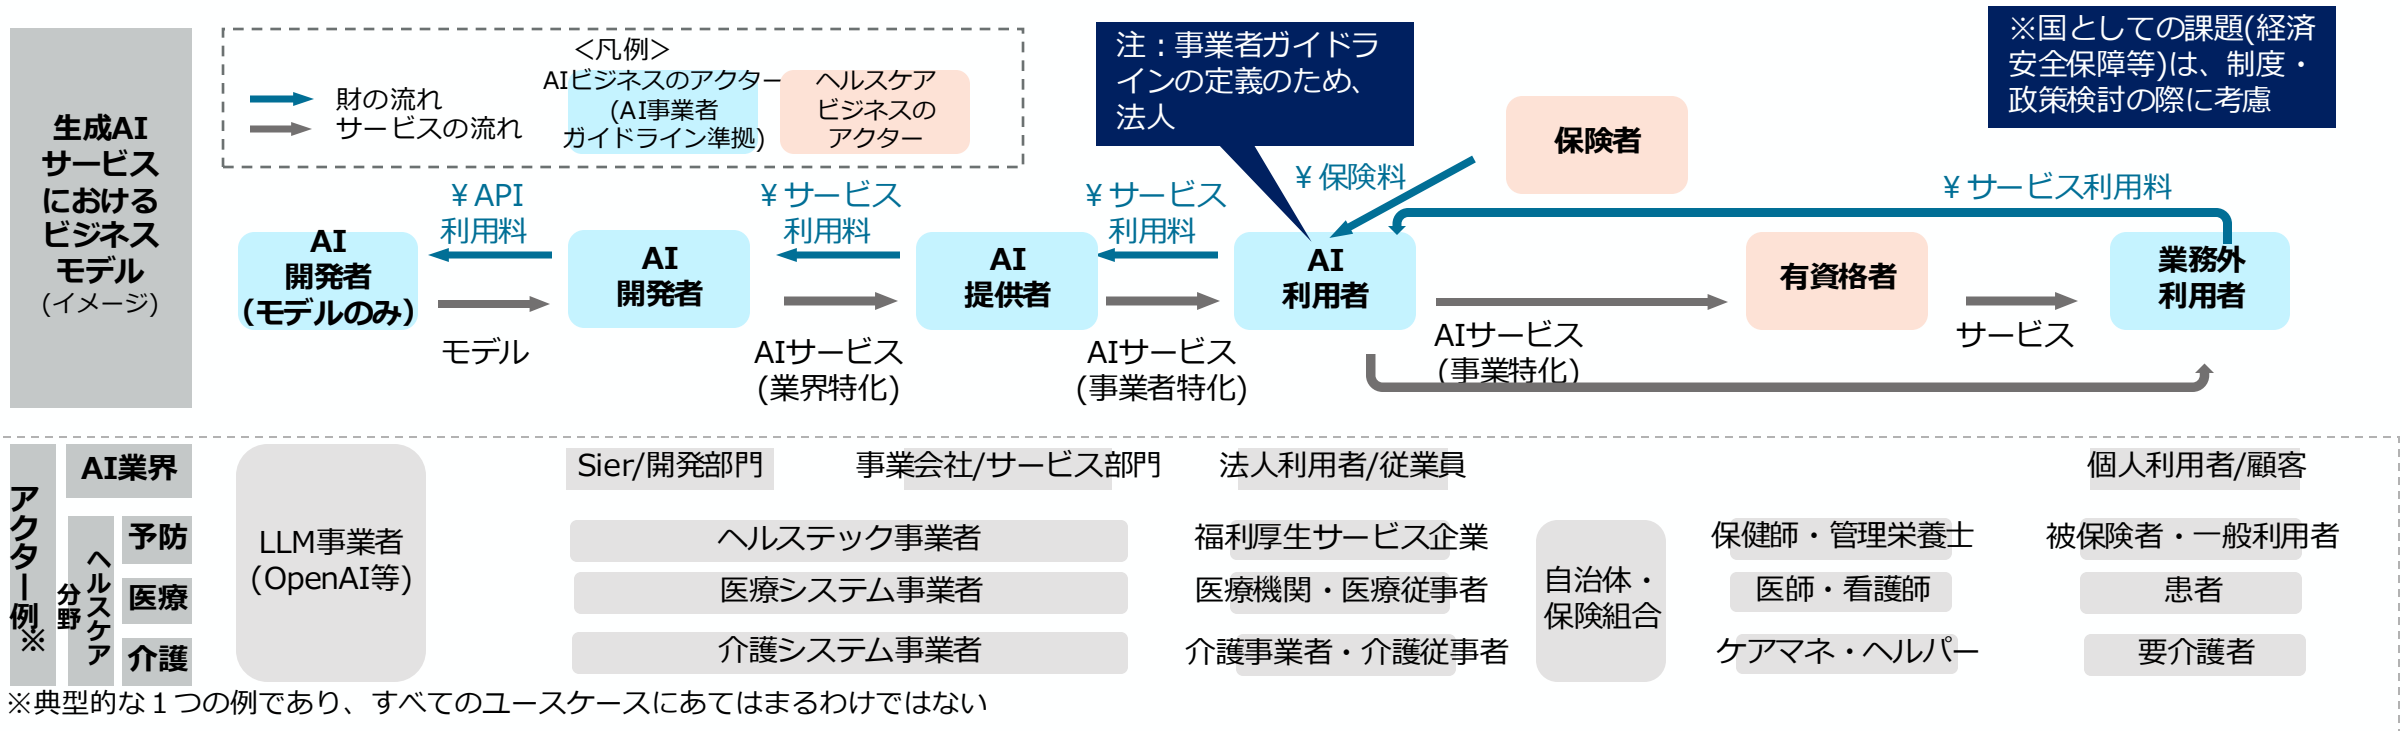 生成AI
サービス
における
ビジネス
モデル
(イメージ)
<凡例>
財の流れ
サービスの流れ
AIビジネスのアクター
(AI事業者
ガイドライン準拠)
ヘルスケア
ビジネスの
アクター
注：事業者ガイドラ
インの定義のため、
法人
※国としての課題(経済
安全保障等)は、制度・
政策検討の際に考慮
保険者
¥ 保険料
¥ サービス利用料
¥ API
利用料
¥ サービス
利用料
¥ サービス
利用料
AI
開発者
（モデルのみ）
AI
開発者
AI
提供者
AI
利用者
有資格者
業務外
利用者
モデル
AIサービス
(業界特化)
AIサービス
(事業者特化)
AIサービス
(事業特化)
サービス
アクター例※
AI業界
Sier/開発部門
事業会社/サービス部門
法人利用者/従業員
個人利用者/顧客
ヘルスケア
分野
LLM事業者
(OpenAI等)
予防
ヘルステック事業者
福利厚生サービス企業
自治体・
保険組合
保健師・管理栄養士
被保険者・一般利用者
医療
医療システム事業者
医療機関・医療従事者
医師・看護師
患者
介護
介護システム事業者
介護事業者・介護従事者
ケアマネ・ヘルパー
要介護者
※典型的な１つの例であり、すべてのユースケースにあてはまるわけではない